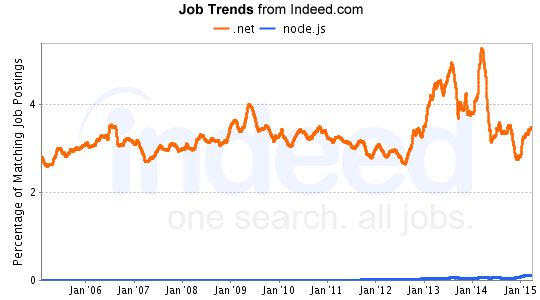 Job Trends from Indeed.com
.net node.js
Percentage of Matching Job Postings
4
2
0
indeed
one search. all jobs.
Jan '06 Jan '07 Jan '08 Jan '09 Jan '10 Jan '11 Jan '12 Jan '13 Jan '14 Jan '15